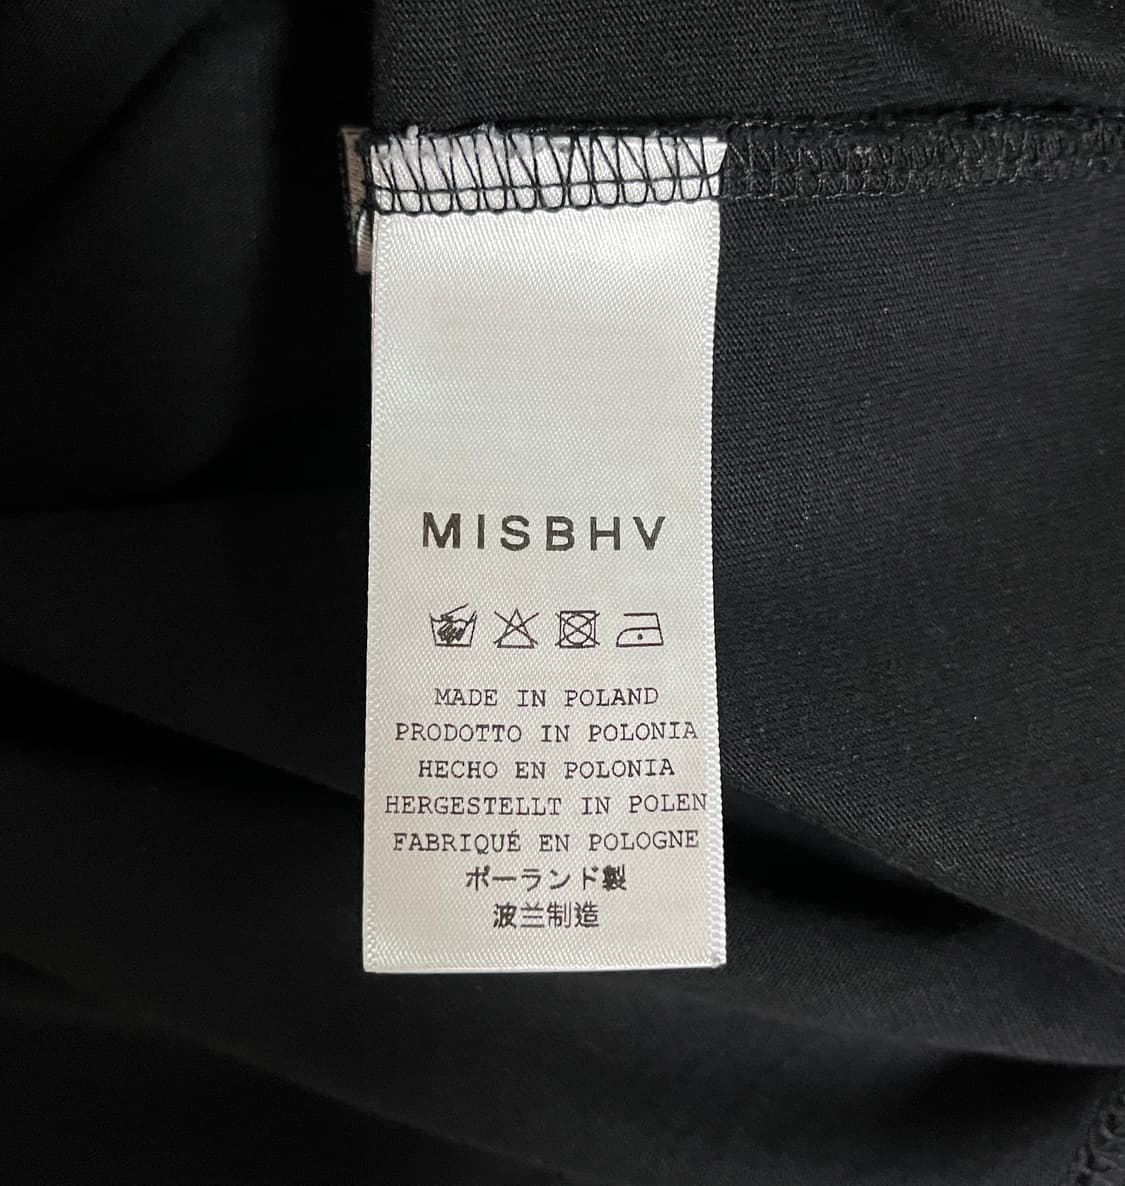 MISBHV
MADE IN POLAND
PRODOTTO IN POLONIA
HECHO EN POLONIA
HERGESTELLT IN POLEN
FABRIQUÉ EN POLOGNE
ポーランド製
波兰制造